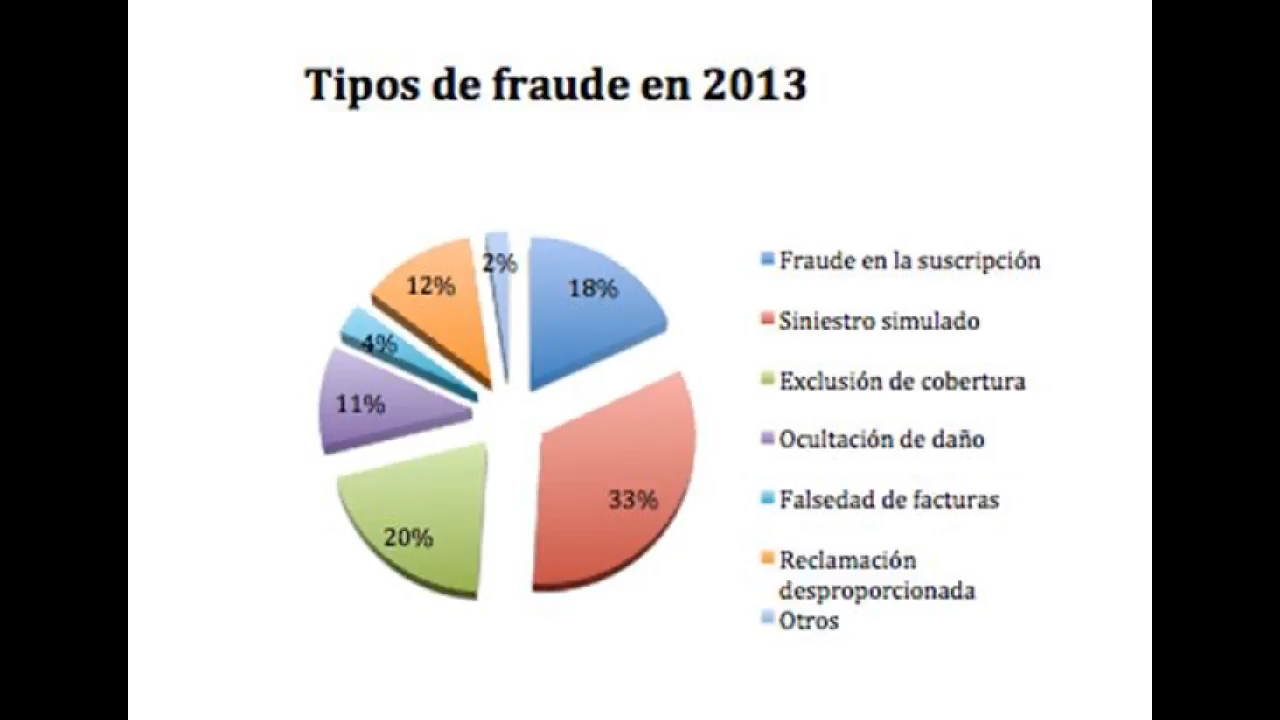 Tipos de fraude en 2013
2%
18%
12%
4%
11%
33%
20%
Fraude en la suscripción
Siniestro simulado
Exclusión de cobertura
Ocultación de daño
Falsedad de facturas
Reclamación
desproporcionada
Otros